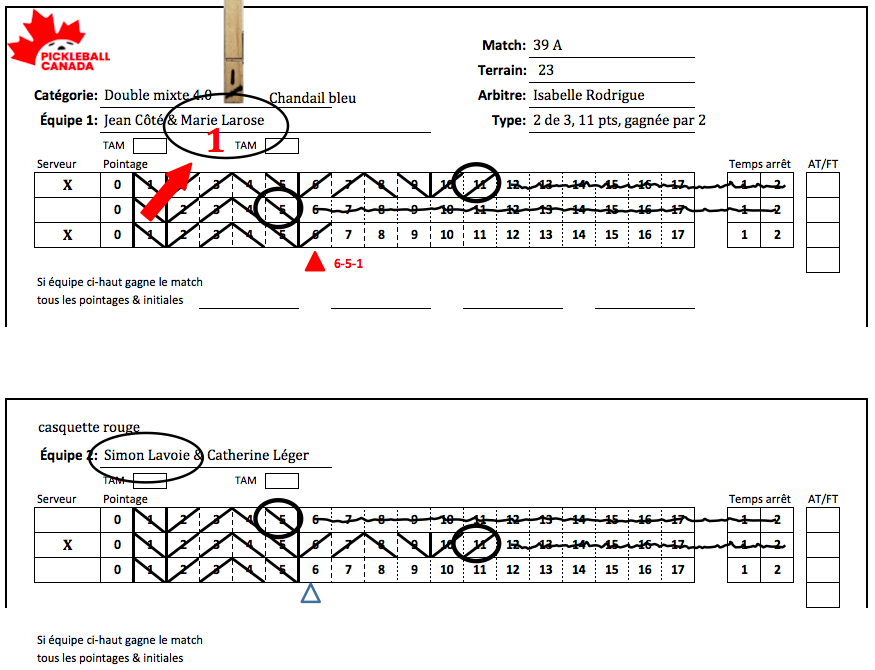 PICKLEBALL
CANADA
Match: 39 A
Terrain: 23
Catégorie: Double mixte 4.0 Chandail bleu
Arbitre: Isabelle Rodrigue
Équipe 1: Jean Côté & Marie Larose
Type: 2 de 3, 11 pts, gagnée par 2
1
TAM TAM
Serveur Pointage Temps arrêt AT/FT
X 0 1 2 3 4 5 6 7 8 9 10 11 12 13 14 15 16 17 1 2
0 1 2 3 4 5 6 7 8 9 10 11 12 13 14 15 16 17 1 2
X 0 1 2 3 4 5 6 7 8 9 10 11 12 13 14 15 16 17 1 2
6-5-1
Si équipe ci-haut gagne le match
tous les pointages & initiales
casquette rouge
Équipe 2: Simon Lavoie & Catherine Léger
TAM TAM
Serveur Pointage Temps arrêt AT/FT
0 1 2 3 4 5 6 7 8 9 10 11 12 13 14 15 16 17 1 2
X 0 1 2 3 4 5 6 7 8 9 10 11 12 13 14 15 16 17 1 2
0 1 2 3 4 5 6 7 8 9 10 11 12 13 14 15 16 17 1 2
Si équipe ci-haut gagne le match
tous les pointages & initiales